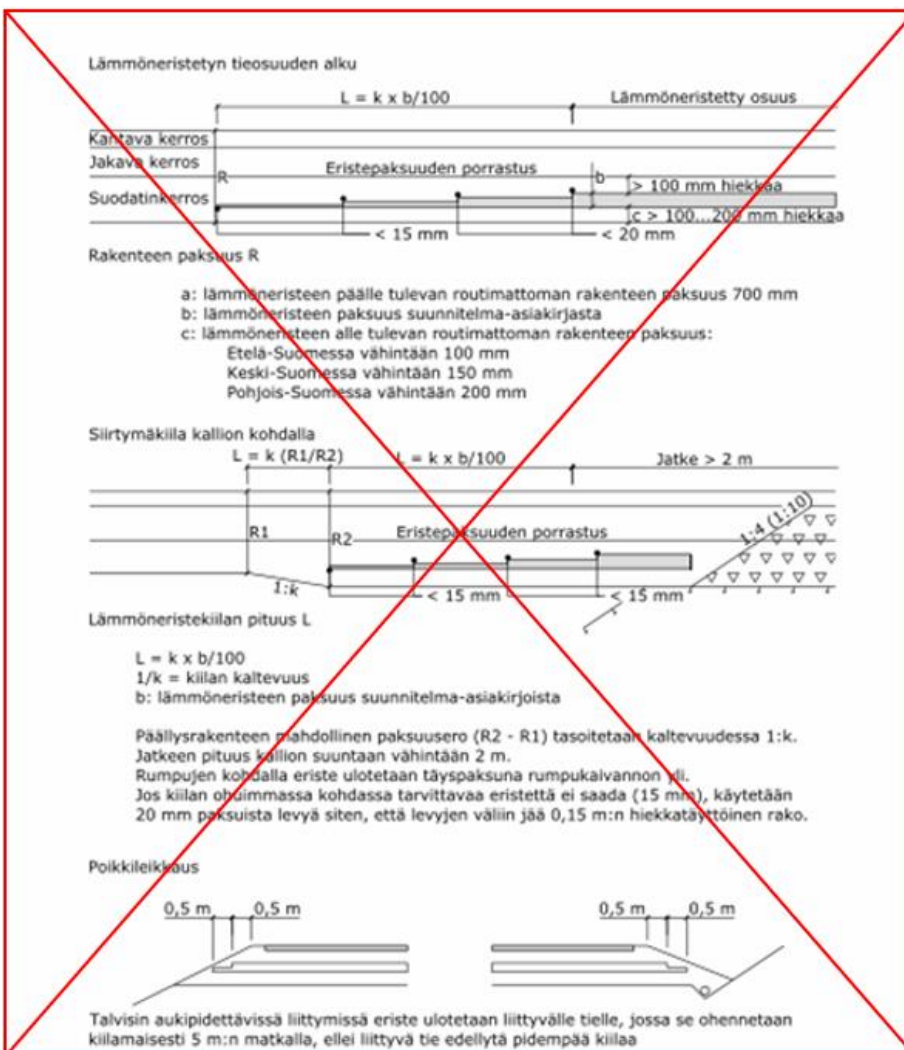 Lämmöneristetyn tieosuuden alku
L = k x b/100
Lämmöneristetty osuus
Kantava kerros
Jakava kerros
R
Eristepaksuuden porrastus
b
> 100 mm hiekkaa
Suodatinkerros
c > 100...200 mm hiekkaa
< 15 mm
< 20 mm
Rakenteen paksuus R
a: lämmöneristeen päälle tulevan routimattoman rakenteen paksuus 700 mm
b: lämmöneristeen paksuus suunnitelma-asiakirjasta
c: lämmöneristeen alle tulevan routimattoman rakenteen paksuus:
Etelä-Suomessa vähintään 100 mm
Keski-Suomessa vähintään 150 mm
Pohjois-Suomessa vähintään 200 mm
Siirtymäkiila kallion kohdalla
L = k (R1/R2)
L = k x b/100
Jatke > 2 m
R1
R2
Eristepaksuuden porrastus
1:4 (1:10)
1:k
< 15 mm
< 15 mm
Lämmöneristekiilan pituus L
L = k x b/100
1/k = kiilan kaltevuus
b: lämmöneristeen paksuus suunnitelma-asiakirjoista
Päällysrakenteen mahdollinen paksuusero (R2 - R1) tasoitetaan kaltevuudessa 1:k.
Jatkeen pituus kallion suuntaan vähintään 2 m.
Rumpujen kohdalla eriste ulotetaan täyspaksuna rumpukaivannon yli.
Jos kiilan ohuimmassa kohdassa tarvittavaa eristettä ei saada (15 mm), käytetään
20 mm paksuista levyä siten, että levyjen väliin jää 0,15 m:n hiekkatäyttöinen rako.
Poikkileikkaus
0,5 m
0,5 m
0,5 m
0,5 m
Talvisin aukipidettävissä liittymissä eriste ulotetaan liittyvälle tielle, jossa se ohennetaan
kiilamaisesti 5 m:n matkalla, ellei liittyvä tie edellytä pidempää kiilaa